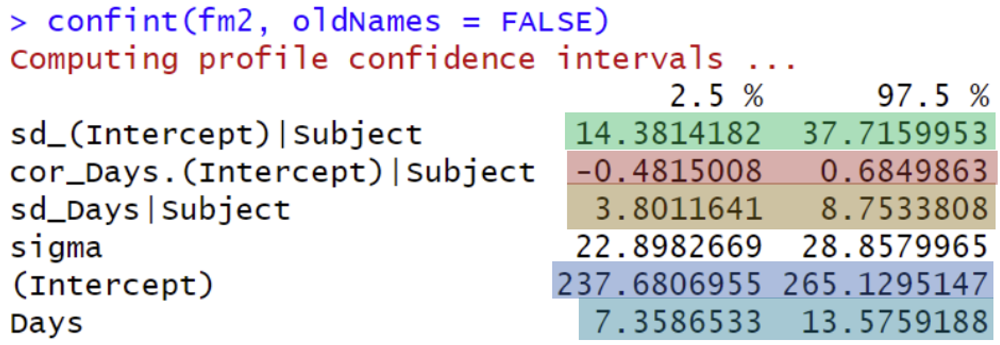 > confint(fm2, oldNames = FALSE)
Computing profile confidence intervals ...
2.5 % 97.5 %
sd_(Intercept)|Subject 14.3814182 37.7159953
cor_Days.(Intercept)|Subject -0.4815008 0.6849863
sd_Days|Subject 3.8011641 8.7533808
sigma 22.8982669 28.8579965
(Intercept) 237.6806955 265.1295147
Days 7.3586533 13.5759188